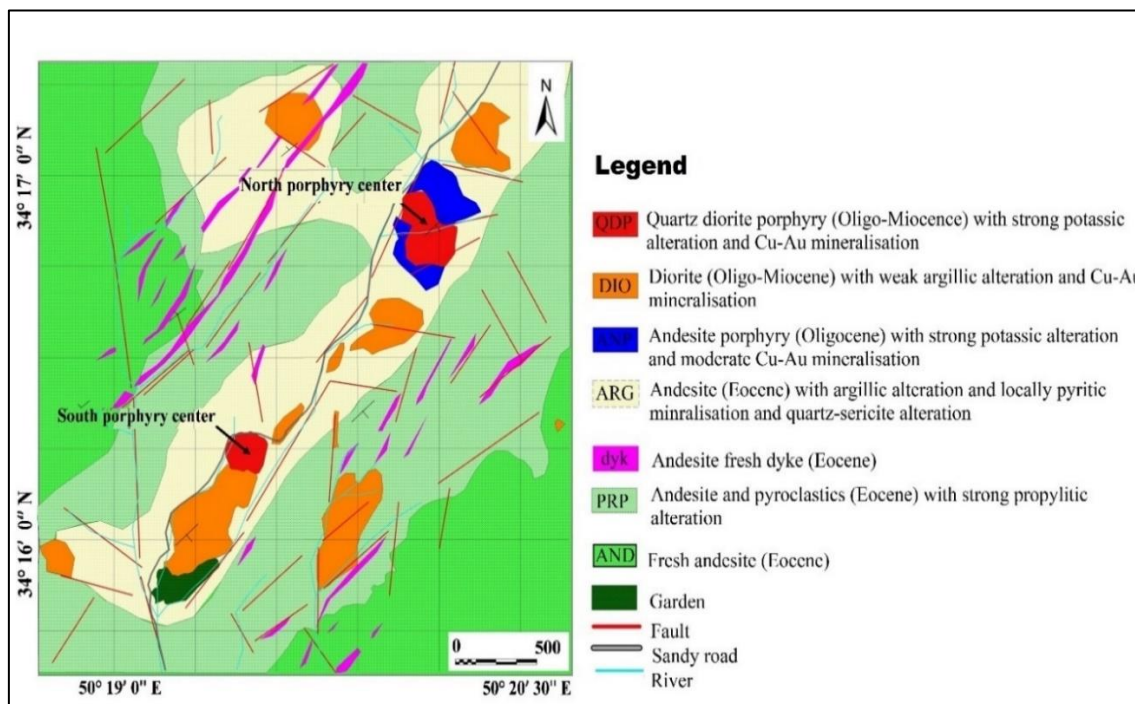 N
North porphyry center
South porphyry center
34° 17' 0" N
34° 16' 0" N
0 500
50° 19' 0'' E
50° 20' 30'' E
Legend
QDP Quartz diorite porphyry (Oligo-Miocence) with strong potassic
alteration and Cu-Au mineralisation
DIO Diorite (Oligo-Miocene) with weak argillic alteration and Cu-Au
mineralisation
ANP Andesite porphyry (Oligocene) with strong potassic alteration
and moderate Cu-Au mineralisation
ARG Andesite (Eocene) with argillic alteration and locally pyritic
minralisation and quartz-sericite alteration
dyk Andesite fresh dyke (Eocene)
PRP Andesite and pyroclastics (Eocene) with strong propylitic
alteration
AND Fresh andesite (Eocene)
Garden
Fault
Sandy road
River